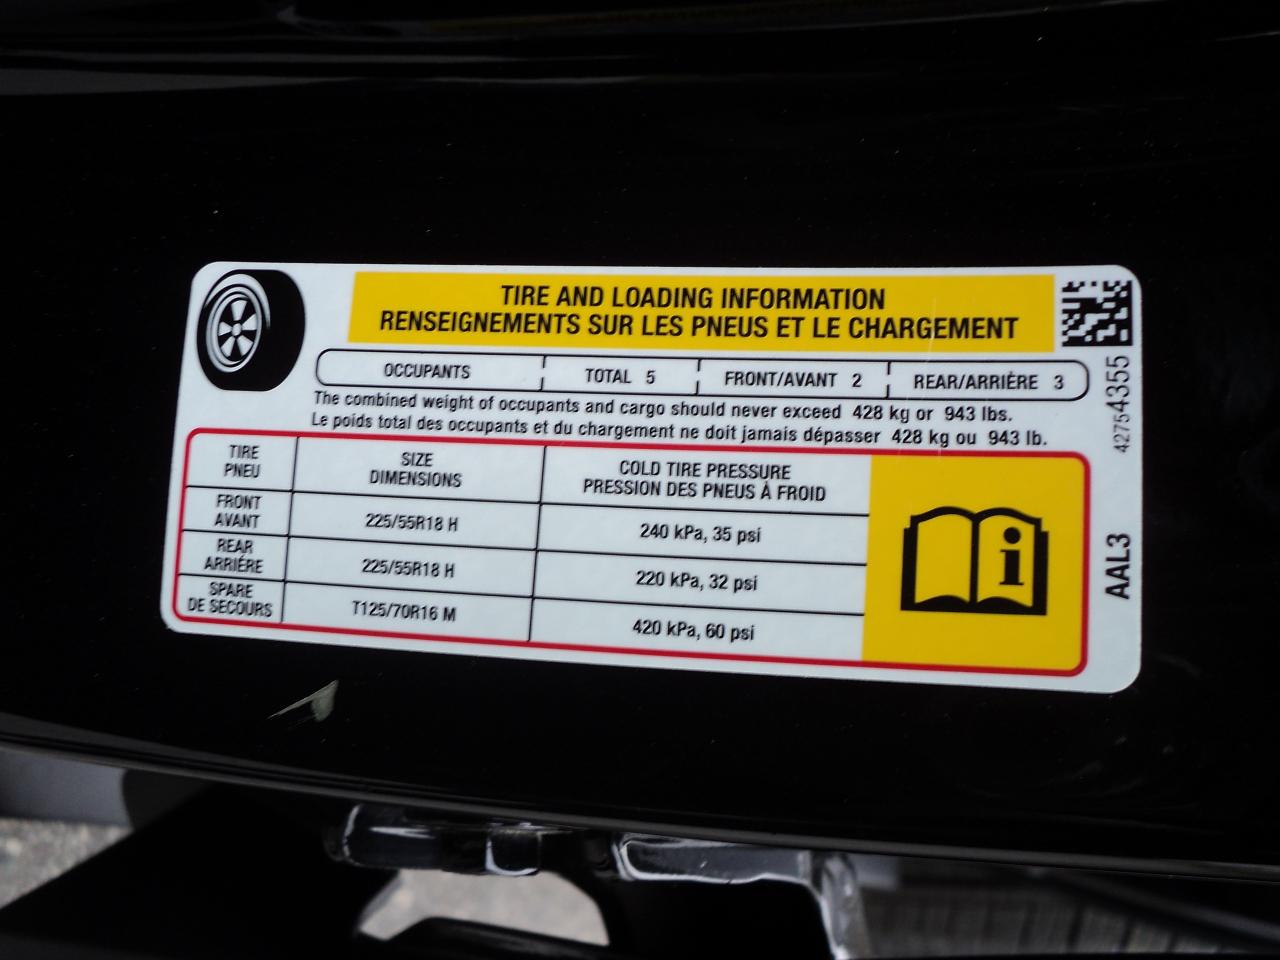 TIRE AND LOADING INFORMATION
RENSEIGNEMENTS SUR LES PNEUS ET LE CHARGEMENT
OCCUPANTS TOTAL 5 FRONT/AVANT 2 REAR/ARRIÈRE 3
The combined weight of occupants and cargo should never exceed 428 kg or 943 lbs.
Le poids total des occupants et du chargement ne doit jamais dépasser 428 kg ou 943 lb.
TIRE
PNEU
SIZE
DIMENSIONS
COLD TIRE PRESSURE
PRESSION DES PNEUS À FROID
FRONT
AVANT
225/55R18 H
240 kPa, 35 psi
REAR
ARRIÈRE
225/55R18 H
220 kPa, 32 psi
SPARE
DE SECOURS
T125/70R16 M
420 kPa, 60 psi
i
42754355
AAL3